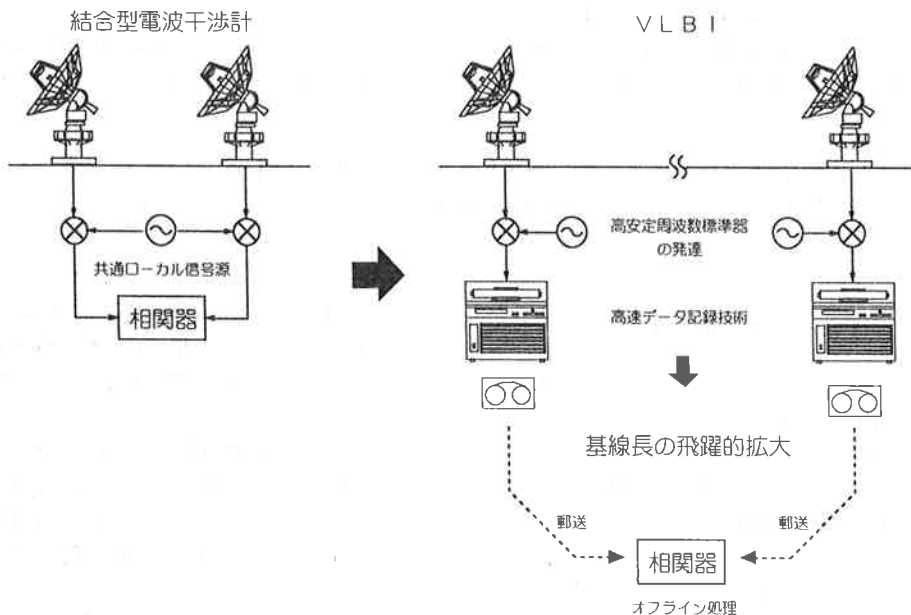 結合型電波干渉計
共通ローカル信号源
相関器
ＶＬＢＩ
高安定周波数標準器
の発達
高速データ記録技術
基線長の飛躍的拡大
郵送
郵送
相関器
オフライン処理